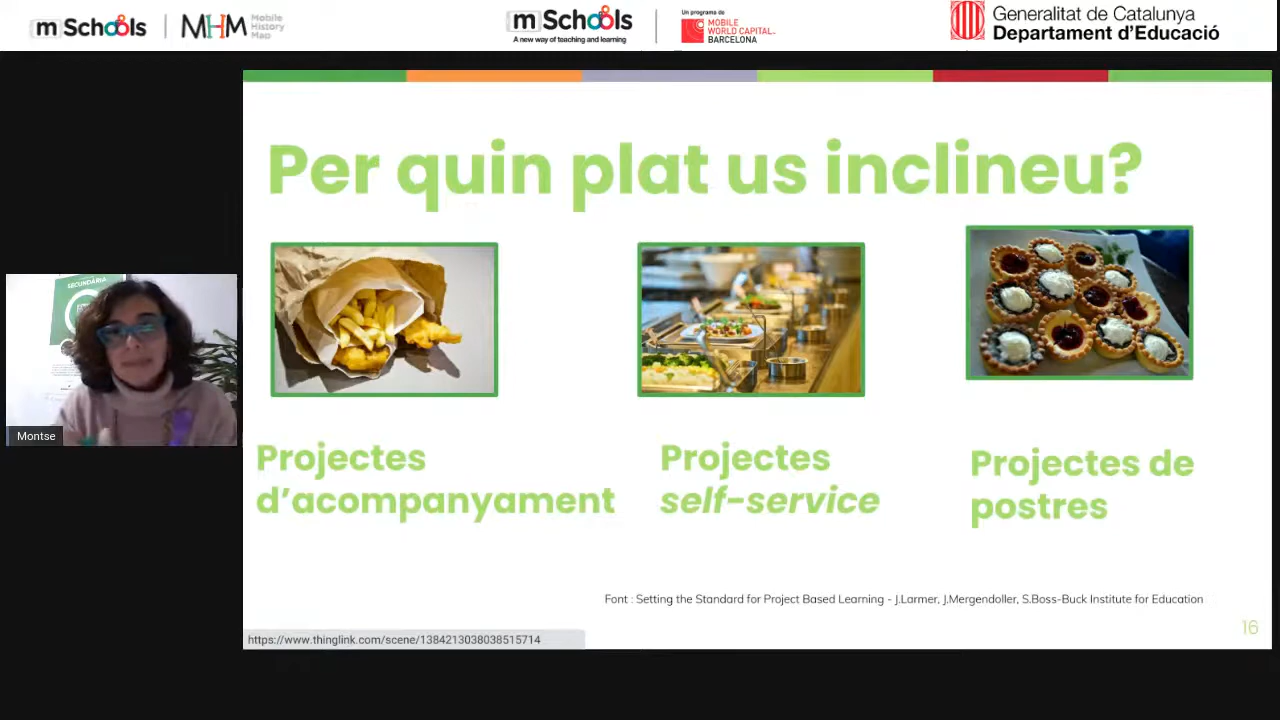 mSchools
MHM
Mobile
History
Map
mSchools
A new way of teaching and learning
Un programa de
MOBILE
WORLD CAPITAL
BARCELONA
Generalitat de Catalunya
Departament d'Educació
Per quin plat us inclineu?
SECUNDÀRIA
Montse
Projectes
d'acompanyament
Projectes
self-service
Projectes de
postres
Font : Setting the Standard for Project Based Learning - J.Larmer, J.Mergendoller, S.Boss-Buck Institute for Education
16
https://www.thinglink.com/scene/1384213038038515714